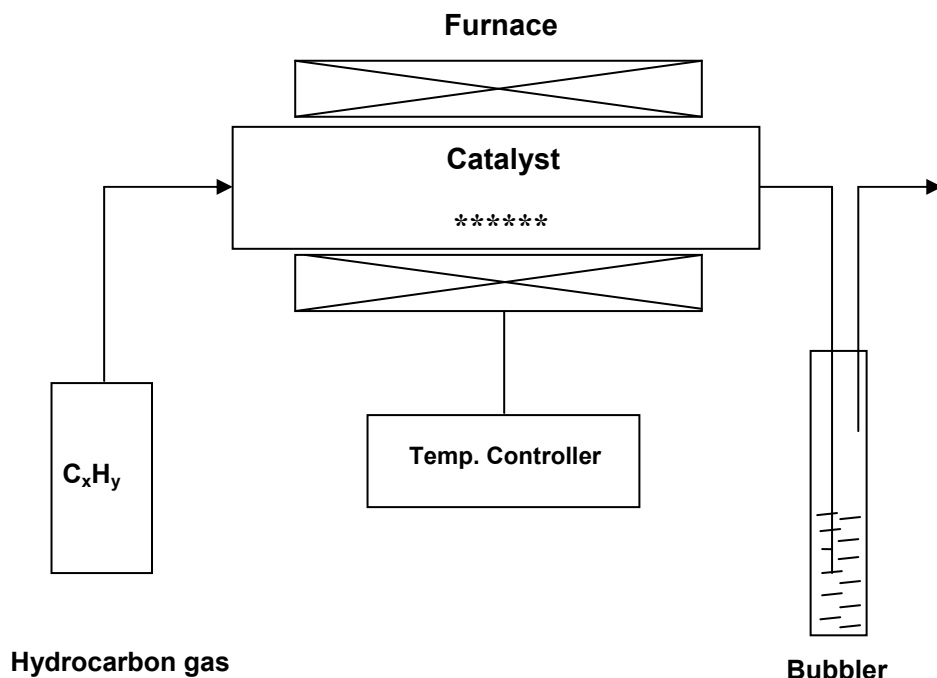 Furnace
Catalyst
******
Temp. Controller
CxHy
Hydrocarbon gas
Bubbler